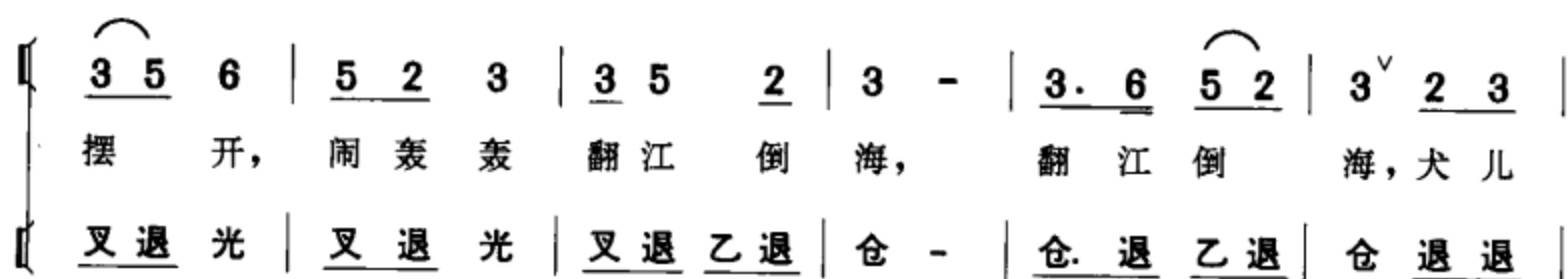 3 5 6 | 5 2 3 | 3 5 2 | 3 - | 3. 6 5 2 | 3 ∨ 2 3 |
摆 开， 闹 轰 轰 翻 江 倒 海， 翻 江 倒 海，犬 儿
叉 退 光 | 叉 退 光 | 叉 退 乙 退 | 仓 - | 仓. 退 乙 退 | 仓 退 退 |